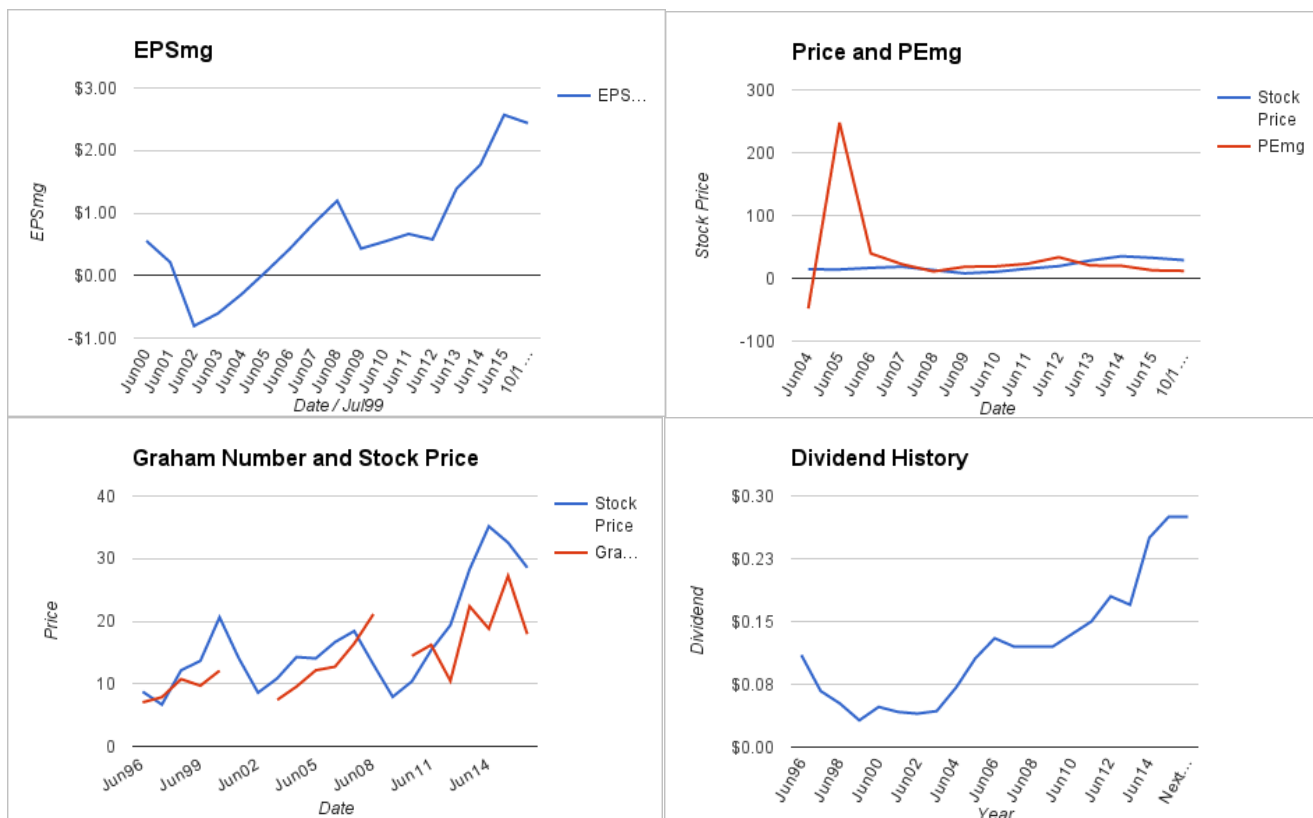 EPSmg
$3.00
$2.00
$1.00
$0.00
-$1.00
EPSmg
EPS...
Jun00
Jun01
Jun02
Jun03
Jun04
Jun05
Jun06
Jun07
Jun08
Jun09
Jun10
Jun11
Jun12
Jun13
Jun14
Jun15
10/1 ...
Date / Jul99
Price and PEmg
300
200
100
0
-100
Stock Price
Stock
Price
PEmg
Jun04
Jun05
Jun06
Jun07
Jun08
Jun09
Jun10
Jun11
Jun12
Jun13
Jun14
Jun15
10/1 ...
Date
Graham Number and Stock Price
40
30
20
10
0
Price
Stock
Price
Gra...
Jun96
Jun99
Jun02
Jun05
Jun08
Jun11
Jun14
Date
Dividend History
$0.30
$0.23
$0.15
$0.08
$0.00
Dividend
Jun96
Jun98
Jun00
Jun02
Jun04
Jun06
Jun08
Jun10
Jun12
Jun14
Next...
Year